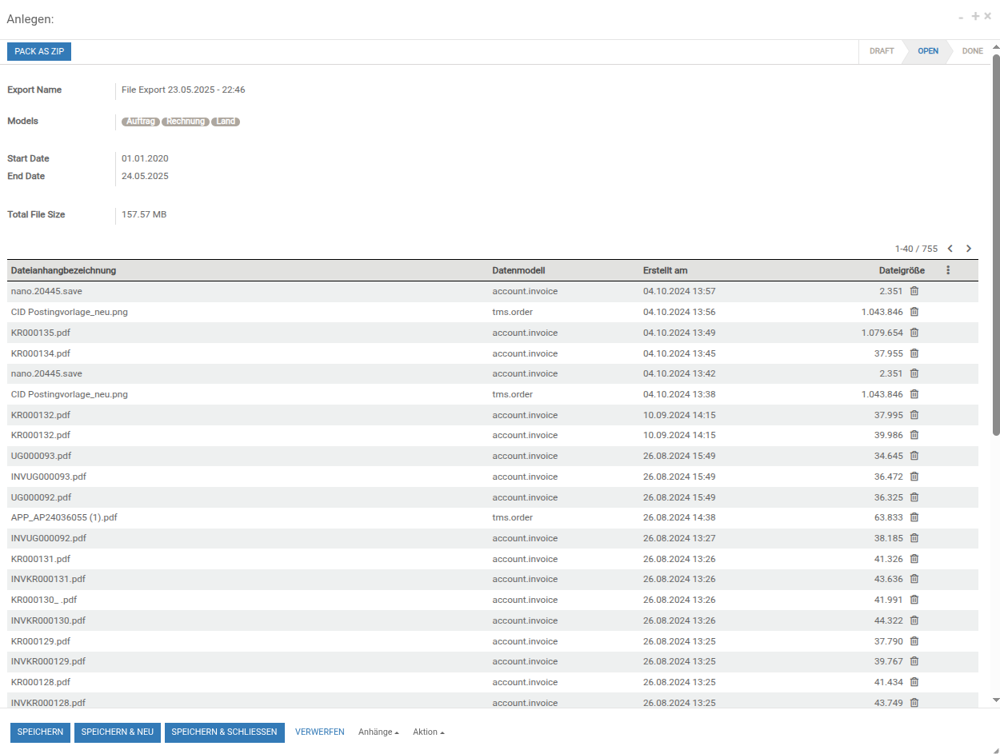 Anlegen:
PACK AS ZIP
DRAFT OPEN DONE
Export Name File Export 23.05.2025 - 22:46
Models Auftrag Rechnung Land
Start Date 01.01.2020
End Date 24.05.2025
Total File Size 157.57 MB
1-40 / 755
Dateianhangbezeichnung Datenmodell Erstellt am Dateigröße
nano.20445.save account.invoice 04.10.2024 13:57 2.351
CID Postingvorlage_neu.png tms.order 04.10.2024 13:56 1.043.846
KR000135.pdf account.invoice 04.10.2024 13:49 1.079.654
KR000134.pdf account.invoice 04.10.2024 13:45 37.955
nano.20445.save account.invoice 04.10.2024 13:42 2.351
CID Postingvorlage_neu.png tms.order 04.10.2024 13:38 1.043.846
KR000132.pdf account.invoice 10.09.2024 14:15 37.995
KR000132.pdf account.invoice 10.09.2024 14:15 39.986
UG000093.pdf account.invoice 26.08.2024 15:49 34.645
INVUG000093.pdf account.invoice 26.08.2024 15:49 36.472
UG000092.pdf account.invoice 26.08.2024 15:49 36.325
APP_AP24036055 (1).pdf tms.order 26.08.2024 14:38 63.833
INVUG000092.pdf account.invoice 26.08.2024 13:27 38.185
KR000131.pdf account.invoice 26.08.2024 13:26 41.326
INVKR000131.pdf account.invoice 26.08.2024 13:26 43.636
KR000130_ .pdf account.invoice 26.08.2024 13:26 41.991
INVKR000130.pdf account.invoice 26.08.2024 13:26 44.322
KR000129.pdf account.invoice 26.08.2024 13:25 37.790
INVKR000129.pdf account.invoice 26.08.2024 13:25 39.767
KR000128.pdf account.invoice 26.08.2024 13:25 41.434
INVKR000128.pdf account.invoice 26.08.2024 13:25 43.749
SPEICHERN SPEICHERN & NEU SPEICHERN & SCHLIESSEN VERWERFEN Anhänge Aktion